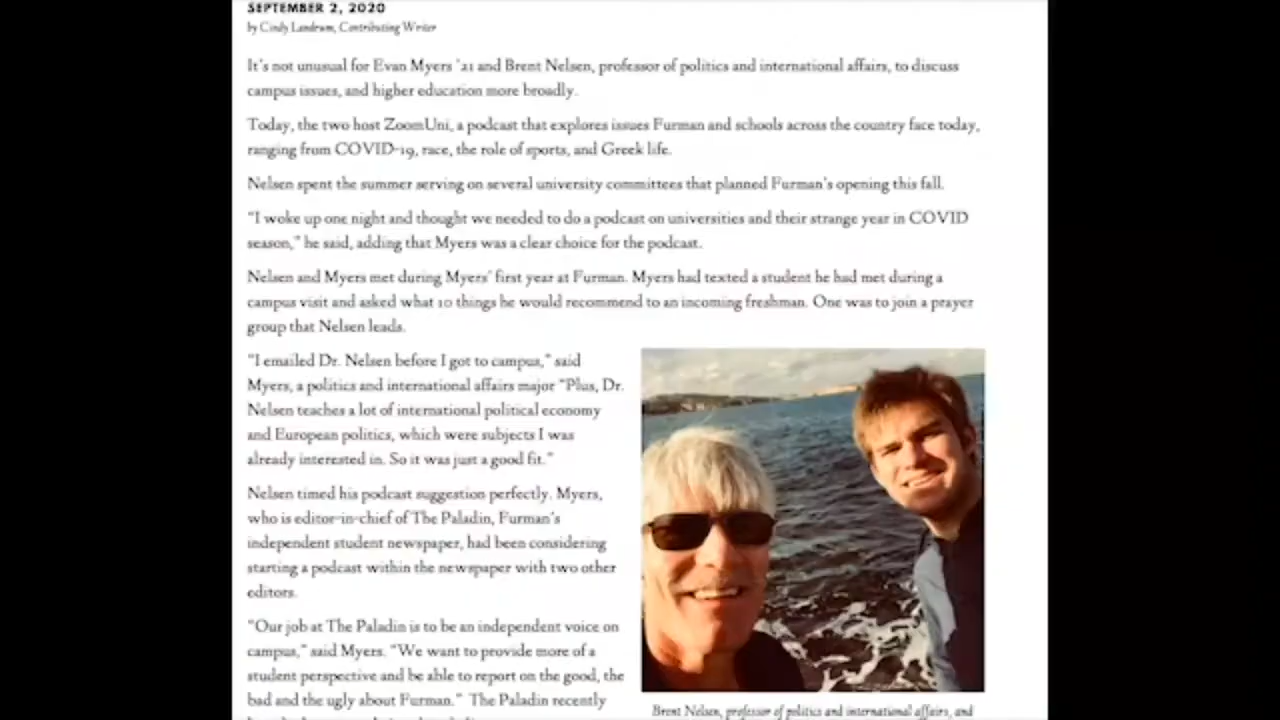 SEPTEMBER 2, 2020
by Cindy Landrum, Contributing Writer
It's not unusual for Evan Myers '21 and Brent Nelsen, professor of politics and international affairs, to discuss
campus issues, and higher education more broadly.
Today, the two host ZoomUni, a podcast that explores issues Furman and schools across the country face today,
ranging from COVID-19, race, the role of sports, and Greek life.
Nelsen spent the summer serving on several university committees that planned Furman's opening this fall.
"I woke up one night and thought we needed to do a podcast on universities and their strange year in COVID
season," he said, adding that Myers was a clear choice for the podcast.
Nelsen and Myers met during Myers' first year at Furman. Myers had texted a student he had met during a
campus visit and asked what 10 things he would recommend to an incoming freshman. One was to join a prayer
group that Nelsen leads.
"I emailed Dr. Nelsen before I got to campus," said
Myers, a politics and international affairs major "Plus, Dr.
Nelsen teaches a lot of international political economy
and European politics, which were subjects I was
already interested in. So it was just a good fit."
Nelsen timed his podcast suggestion perfectly. Myers,
who is editor-in-chief of The Paladin, Furman's
independent student newspaper, had been considering
starting a podcast within the newspaper with two other
editors.
"Our job at The Paladin is to be an independent voice on
campus," said Myers. "We want to provide more of a
student perspective and be able to report on the good, the
bad and the ugly about Furman." The Paladin recently
Brent Nelsen, professor of politics and international affairs, and